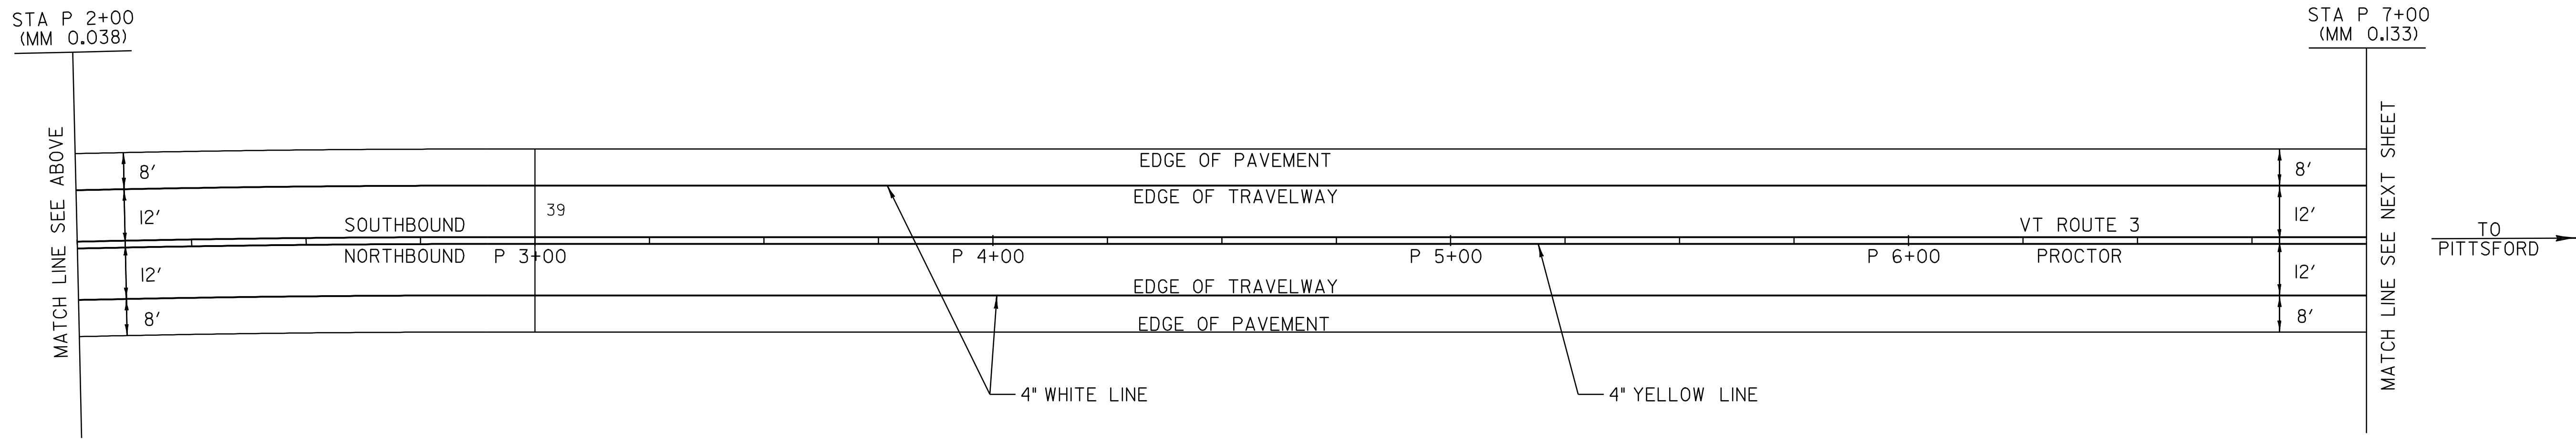 STA P 2+00
(MM 0.038)
STA P 7+00
(MM 0.133)
MATCH LINE SEE ABOVE
8'
12'
12'
8'
SOUTHBOUND
NORTHBOUND
39
P 3+00
P 4+00
P 5+00
P 6+00
EDGE OF PAVEMENT
EDGE OF TRAVELWAY
EDGE OF TRAVELWAY
EDGE OF PAVEMENT
4" WHITE LINE
4" YELLOW LINE
VT ROUTE 3
PROCTOR
8'
12'
12'
8'
MATCH LINE SEE NEXT SHEET
TO
PITTSFORD